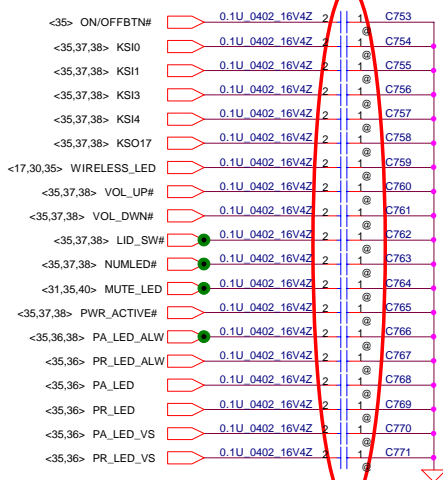 <35> ON/OFFBTN# 0.1U_0402_16V4Z 2 1 C753
@
<35,37,38> KSI0 0.1U_0402_16V4Z 2 1 C754
@
<35,37,38> KSI1 0.1U_0402_16V4Z 2 1 C755
@
<35,37,38> KSI3 0.1U_0402_16V4Z 2 1 C756
@
<35,37,38> KSI4 0.1U_0402_16V4Z 2 1 C757
@
<35,37,38> KSO17 0.1U_0402_16V4Z 2 1 C758
@
<17,30,35> WIRELESS_LED 0.1U_0402_16V4Z 2 1 C759
@
<35,37,38> VOL_UP# 0.1U_0402_16V4Z 2 1 C760
@
<35,37,38> VOL_DWN# 0.1U_0402_16V4Z 2 1 C761
@
<35,37,38> LID_SW# 0.1U_0402_16V4Z 2 1 C762
@
<35,37,38> NUMLED# 0.1U_0402_16V4Z 2 1 C763
@
<31,35,40> MUTE_LED 0.1U_0402_16V4Z 2 1 C764
@
<35,37,38> PWR_ACTIVE# 0.1U_0402_16V4Z 2 1 C765
@
<35,36,38> PA_LED_ALW 0.1U_0402_16V4Z 2 1 C766
@
<35,36> PR_LED_ALW 0.1U_0402_16V4Z 2 1 C767
@
<35,36> PA_LED 0.1U_0402_16V4Z 2 1 C768
@
<35,36> PR_LED 0.1U_0402_16V4Z 2 1 C769
@
<35,36> PA_LED_VS 0.1U_0402_16V4Z 2 1 C770
@
<35,36> PR_LED_VS 0.1U_0402_16V4Z 2 1 C771
@